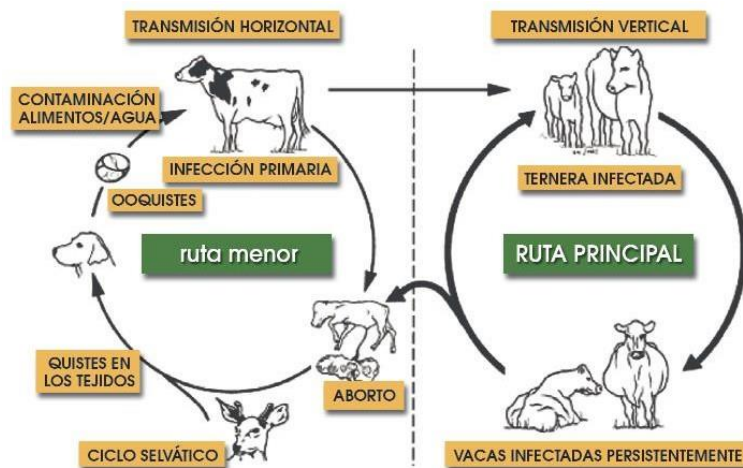 TRANSMISIÓN HORIZONTAL
TRANSMISIÓN VERTICAL
CONTAMINACIÓN
ALIMENTOS/AGUA
INFECCIÓN PRIMARIA
TERNERA INFECTADA
OOQUISTES
ruta menor
RUTA PRINCIPAL
QUISTES EN
LOS TEJIDOS
ABORTO
CICLO SELVÁTICO
VACAS INFECTADAS PERSISTENTEMENTE